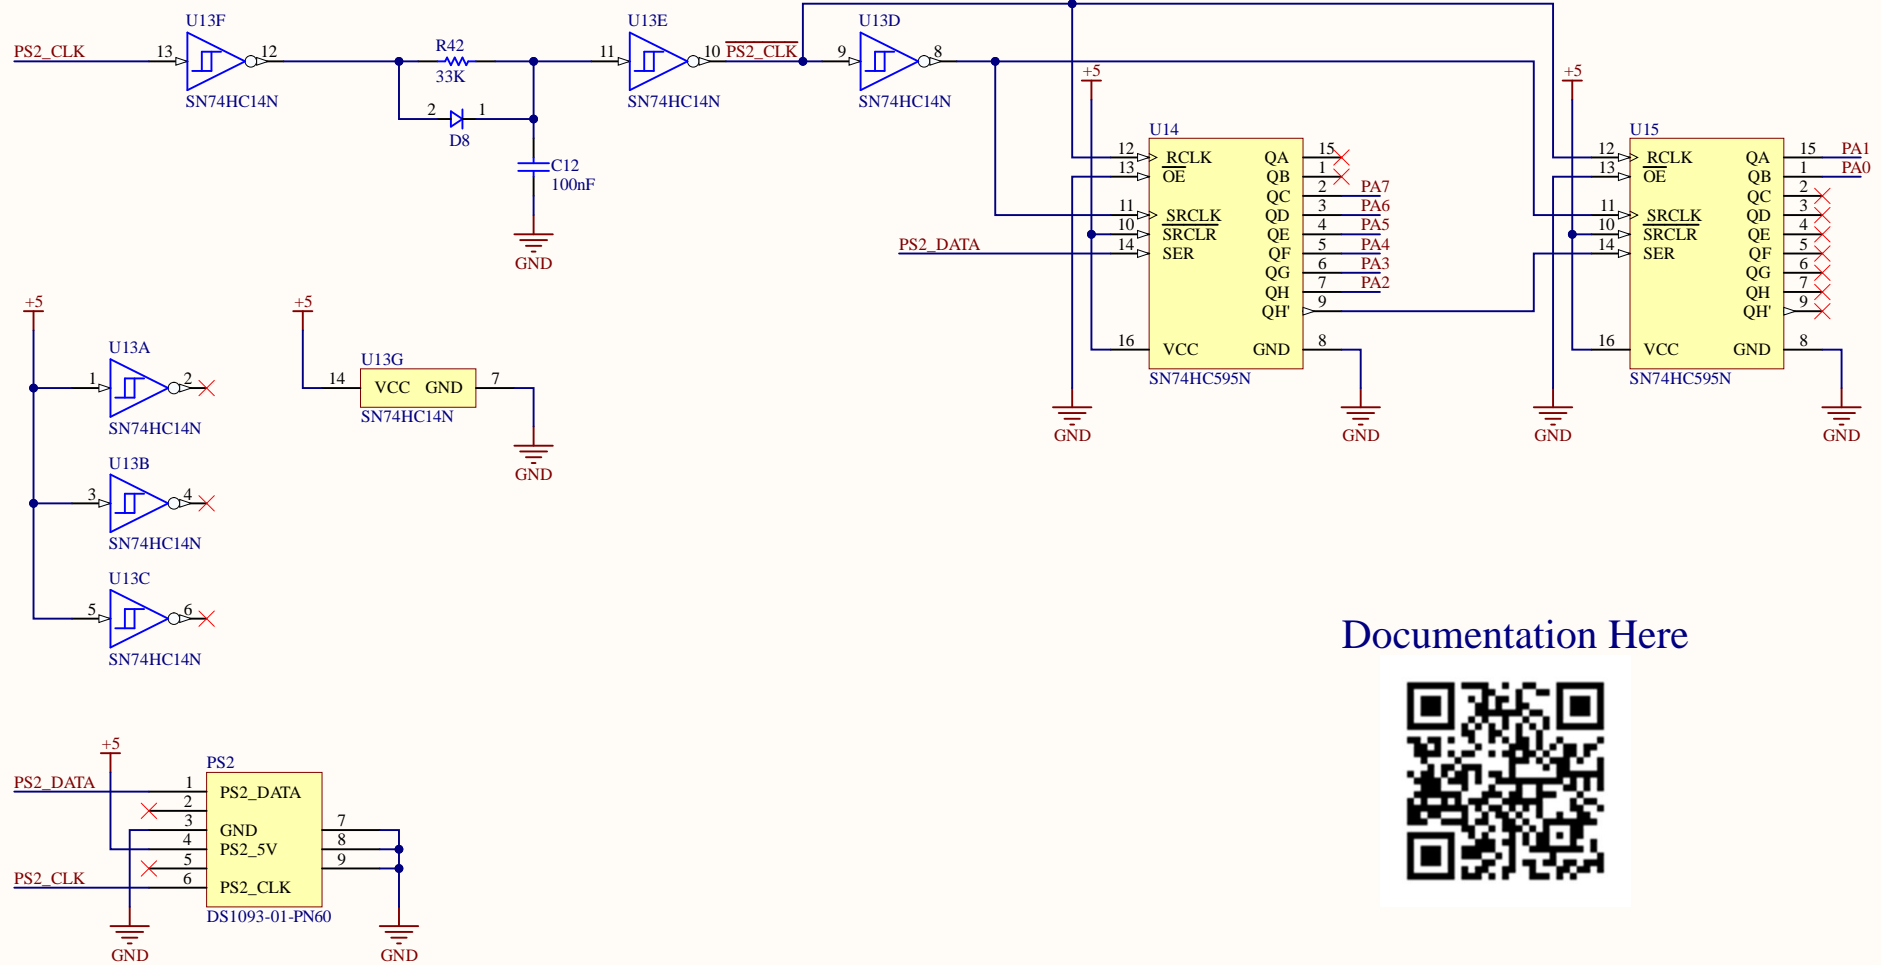 U13F
PS2_CLK
13
12
SN74HC14N
R42
33K
2
1
D8
C12
100nF
GND
U13E
11
10
PS2_CLK
SN74HC14N
U13D
9
8
SN74HC14N
+5
U14
12 RCLK QA 15
13 OE QB 1
QC 2 PA7
11 SRCLK QD 3 PA6
10 SRCLR QE 4 PA5
PS2_DATA 14 SER QF 5 PA4
QG 6 PA3
QH 7 PA2
QH' 9
16 VCC GND 8
SN74HC595N
GND
GND
+5
U15
12 RCLK QA 15 PA1
13 OE QB 1 PA0
QC 2
11 SRCLK QD 3
10 SRCLR QE 4
14 SER QF 5
QG 6
QH 7
QH' 9
16 VCC GND 8
SN74HC595N
GND
GND
+5
U13A
1
2
SN74HC14N
U13B
3
4
SN74HC14N
U13C
5
6
SN74HC14N
+5
U13G
14 VCC GND 7
SN74HC14N
GND
Documentation Here
+5
PS2
PS2_DATA 1 PS2_DATA
2
3 GND 7
4 PS2_5V 8
5 9
PS2_CLK 6 PS2_CLK
DS1093-01-PN60
GND
GND